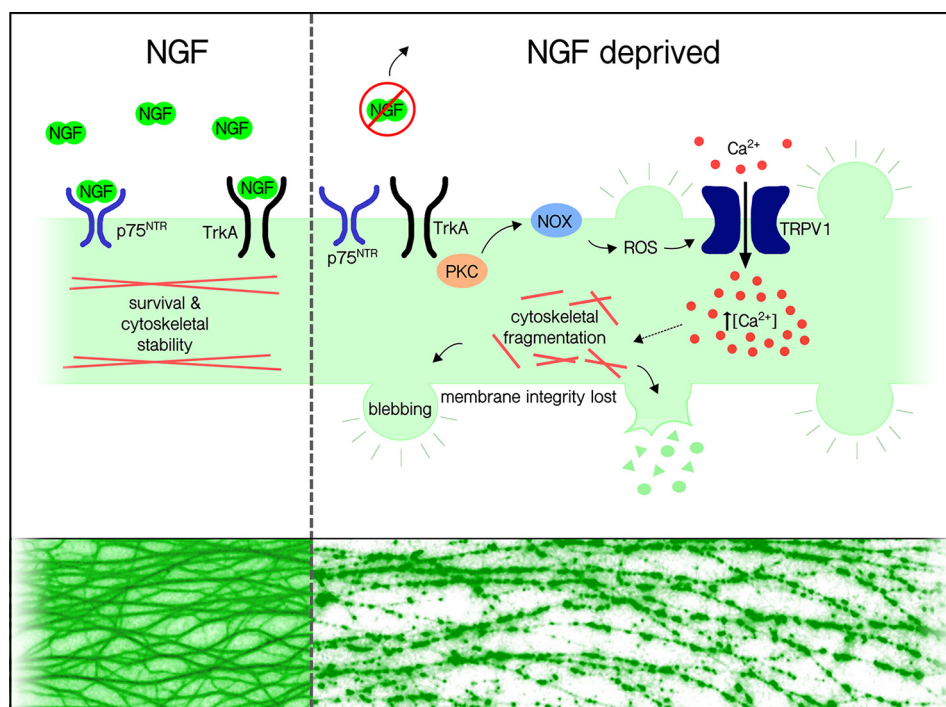 NGF
NGF deprived
NGF
NGF
NGF
NGF
NGF
NGF
p75NTR
TrkA
survival &
cytoskeletal
stability
p75NTR
TrkA
PKC
NOX
ROS
Ca2+
TRPV1
↑[Ca2+]
cytoskeletal
fragmentation
membrane integrity lost
blebbing